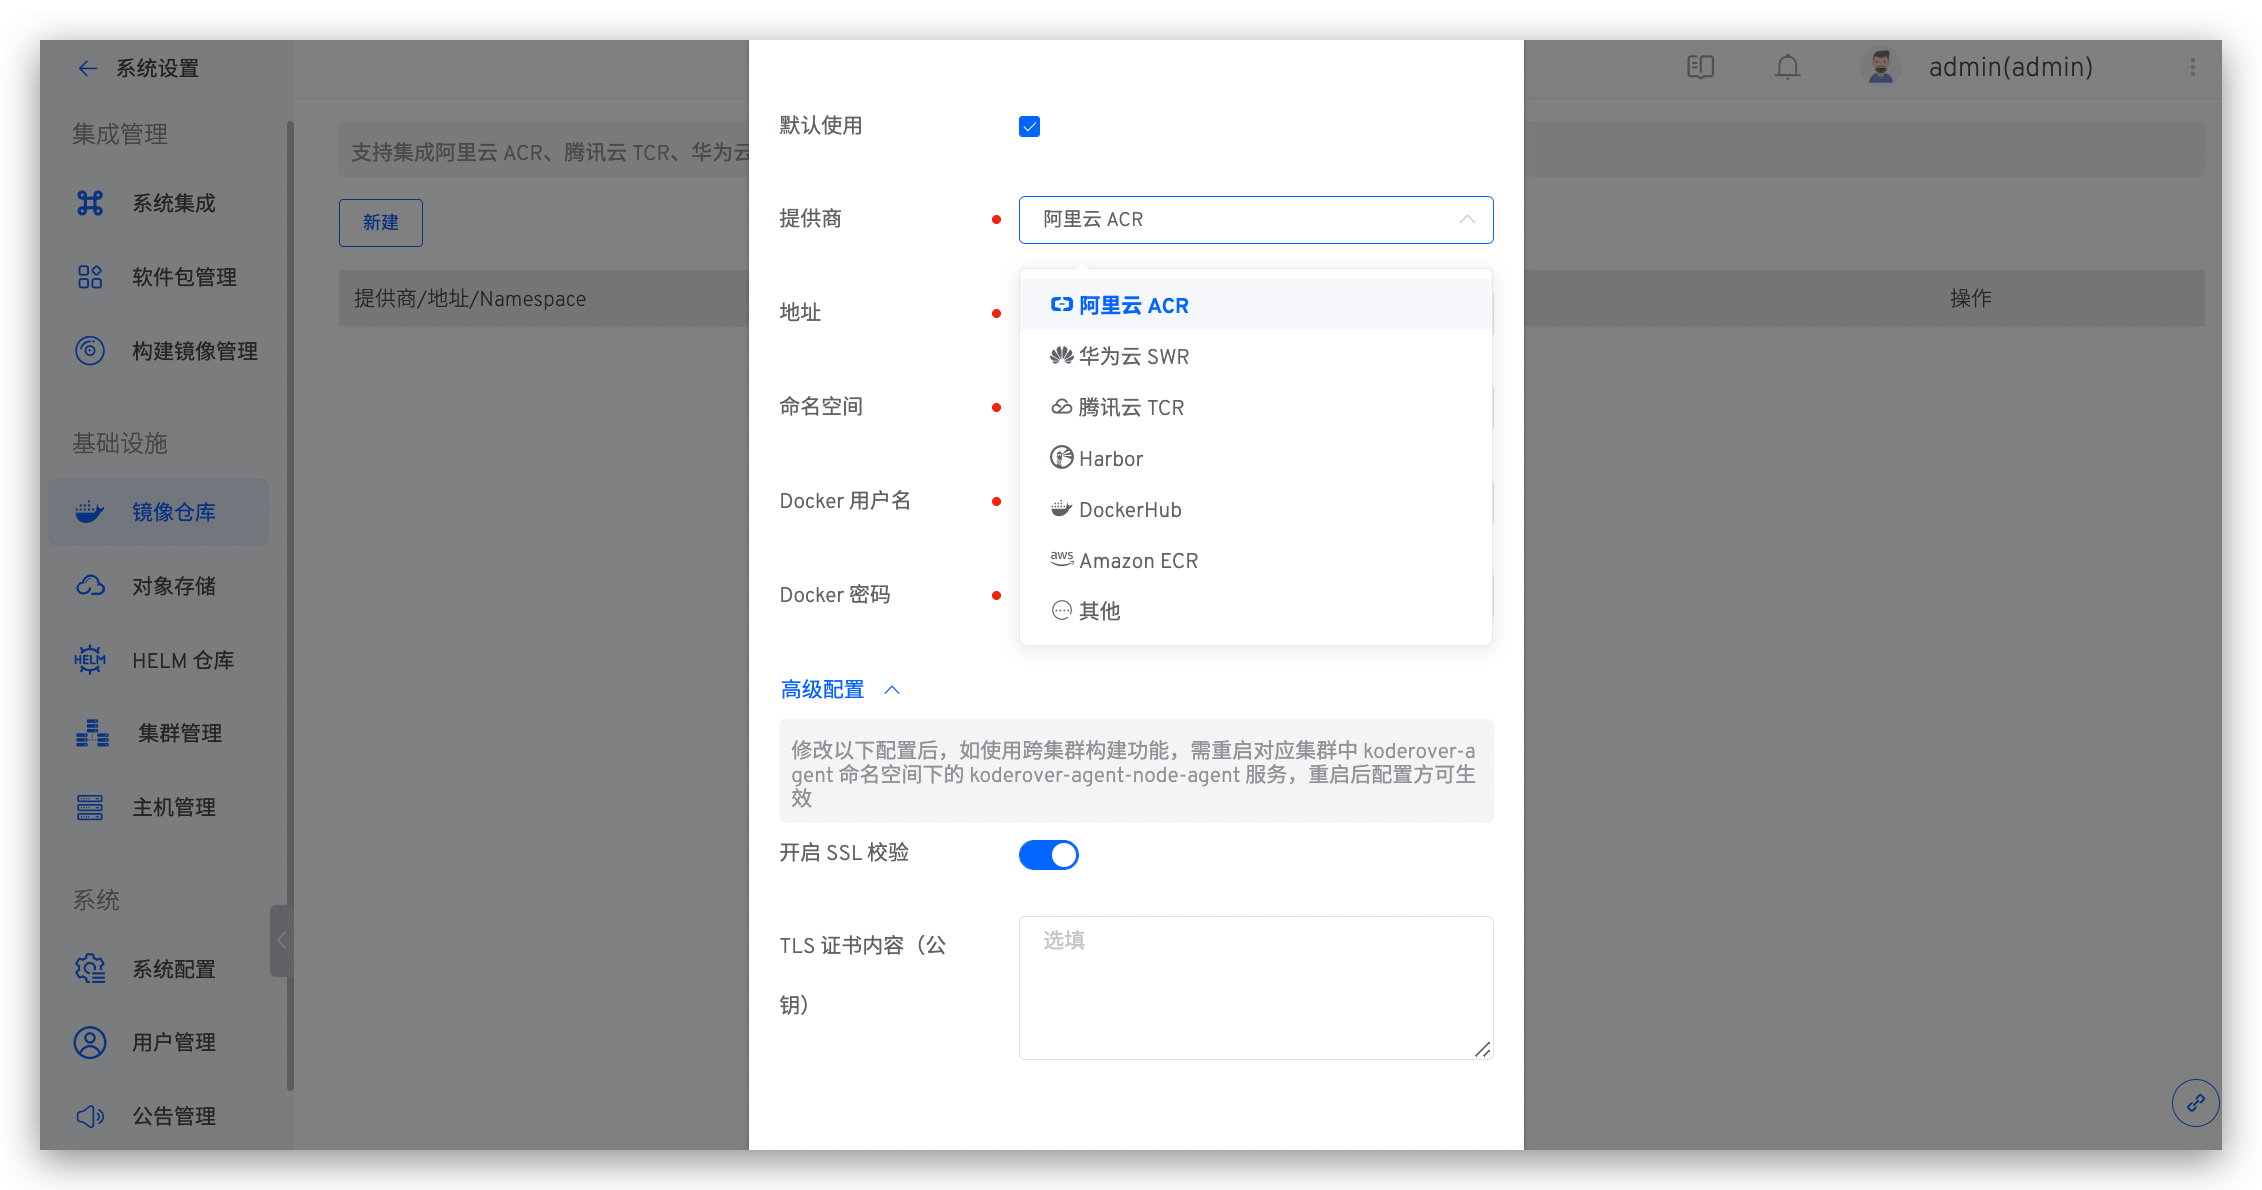 系统设置
admin(admin)
集成管理
系统集成
软件包管理
构建镜像管理
基础设施
镜像仓库
对象存储
HELM
HELM 仓库
集群管理
主机管理
系统
系统配置
用户管理
公告管理
支持集成阿里云 ACR、腾讯云 TCR、华为云
新建
提供商/地址/Namespace
操作
默认使用
提供商
阿里云 ACR
地址
命名空间
Docker 用户名
Docker 密码
阿里云 ACR
华为云 SWR
腾讯云 TCR
Harbor
DockerHub
aws Amazon ECR
其他
高级配置
修改以下配置后，如使用跨集群构建功能，需重启对应集群中 koderover-a
gent 命名空间下的 koderover-agent-node-agent 服务，重启后配置方可生
效
开启 SSL 校验
TLS 证书内容（公
钥）
选填